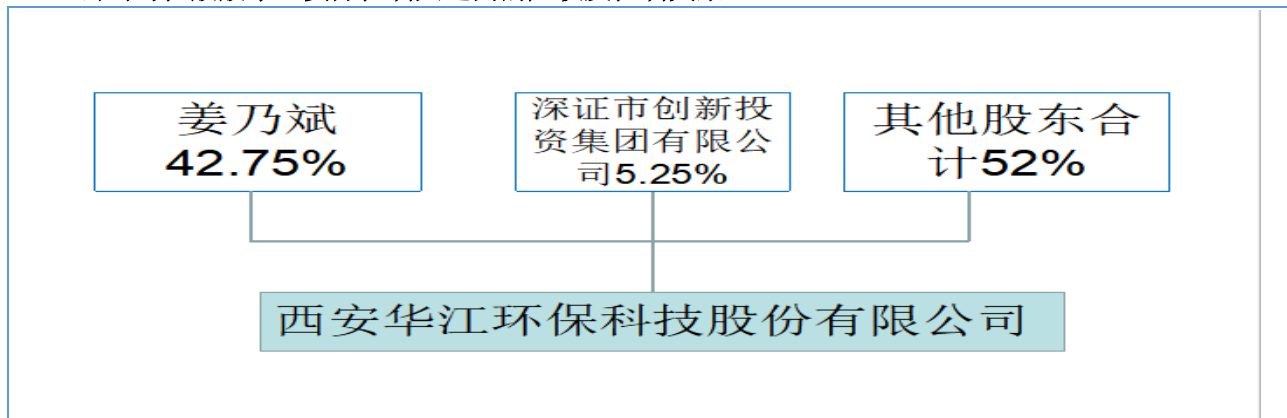 姜乃斌
42.75%
深证市创新投
资集团有限公
司5.25%
其他股东合
计52%
西安华江环保科技股份有限公司